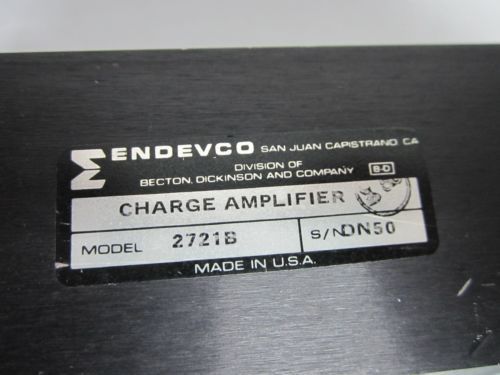 ENDEVCO SAN JUAN CAPISTRANO, CA
DIVISION OF
BECTON, DICKINSON AND COMPANY B-D
CHARGE AMPLIFIER
MODEL 2721B S/N DN50
MADE IN U.S.A.